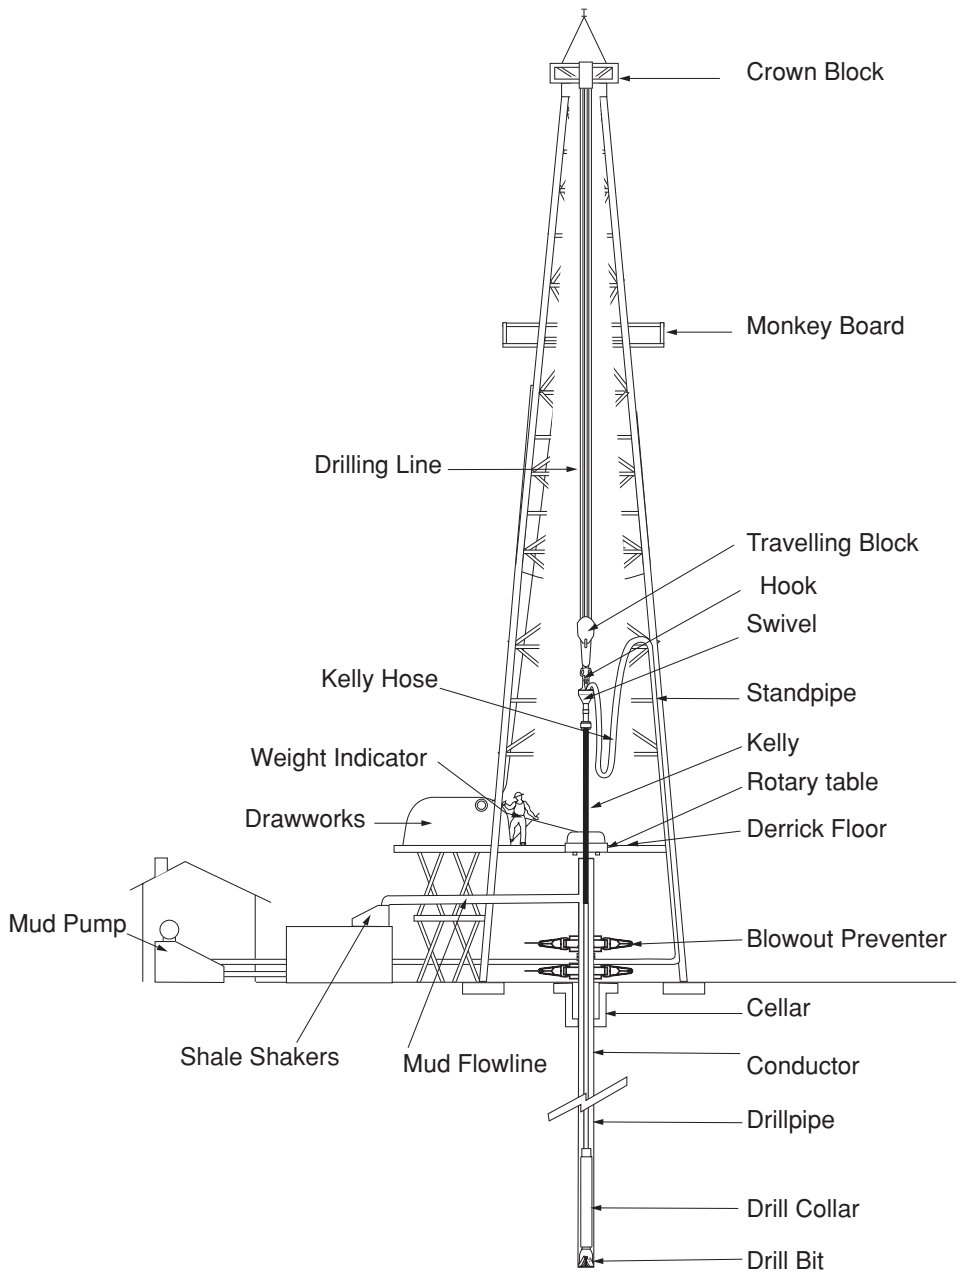 Crown Block
Monkey Board
Drilling Line
Travelling Block
Hook
Swivel
Kelly Hose
Standpipe
Kelly
Weight Indicator
Rotary table
Drawworks
Derrick Floor
Mud Pump
Blowout Preventer
Cellar
Shale Shakers
Mud Flowline
Conductor
Drillpipe
Drill Collar
Drill Bit